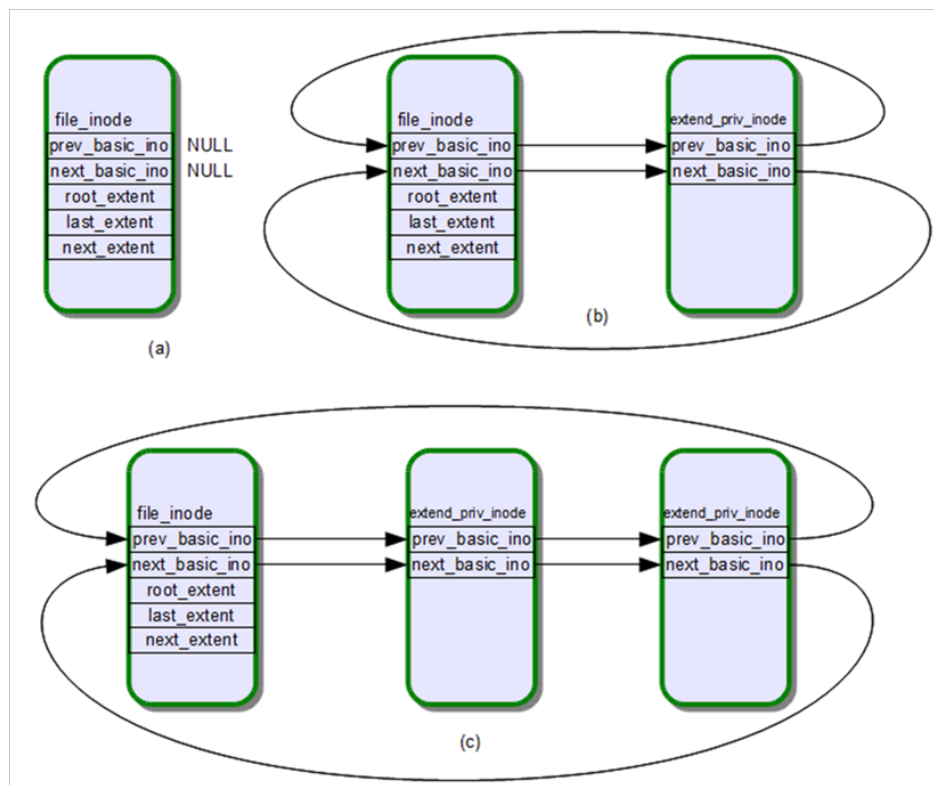 file_inode
prev_basic_ino NULL
next_basic_ino NULL
root_extent
last_extent
next_extent
(a)
file_inode
prev_basic_ino
next_basic_ino
root_extent
last_extent
next_extent
extend_priv_inode
prev_basic_ino
next_basic_ino
(b)
file_inode
prev_basic_ino
next_basic_ino
root_extent
last_extent
next_extent
extend_priv_inode
prev_basic_ino
next_basic_ino
extend_priv_inode
prev_basic_ino
next_basic_ino
(c)